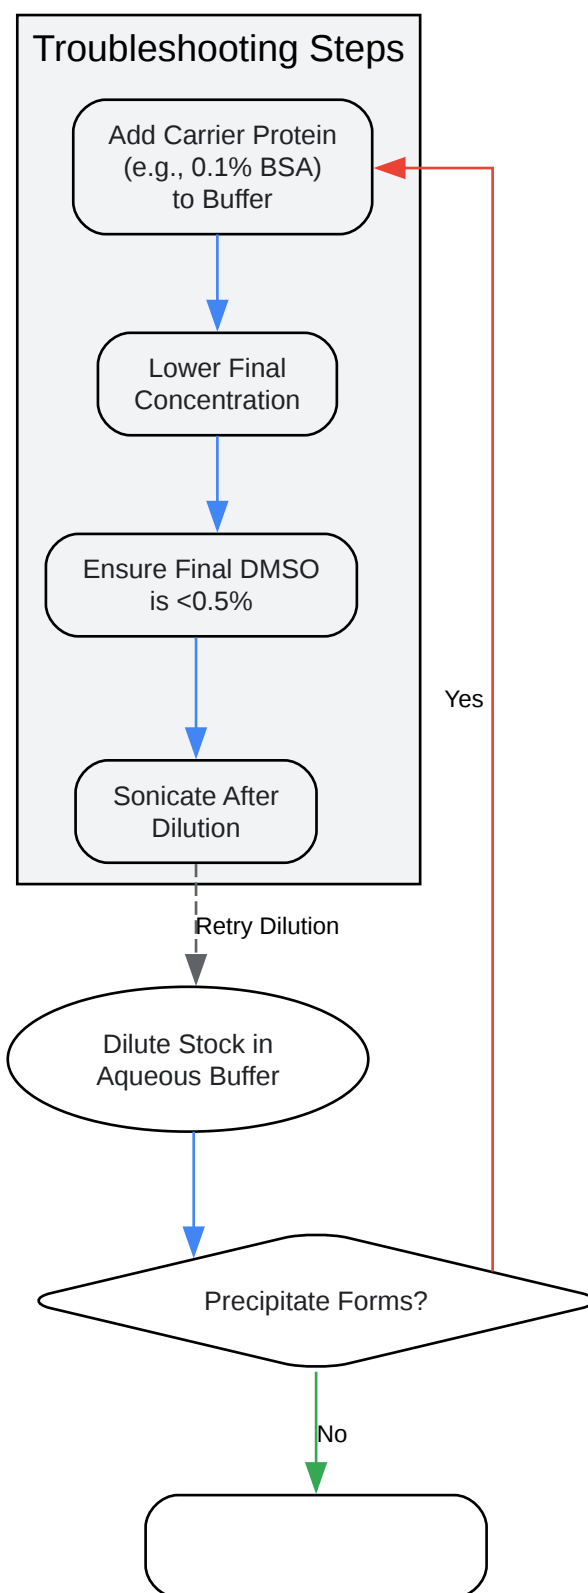 Troubleshooting Steps
Add Carrier Protein
(e.g., 0.1% BSA)
to Buffer
Lower Final
Concentration
Ensure Final DMSO
is <0.5%
Yes
Sonicate After
Dilution
Retry Dilution
Dilute Stock in
Aqueous Buffer
Precipitate Forms?
No